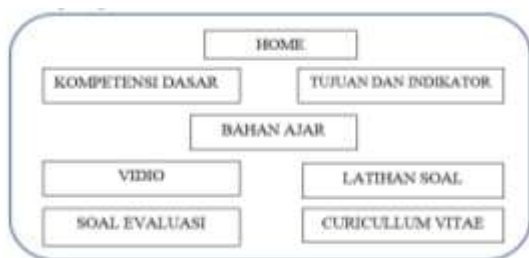 HOME
KOMPETENSI DASAR
TUJUAN DAN INDIKATOR
BAHAN AJAR
VIDIO
LATIHAN SOAL
SOAL EVALUASI
CURICULLUM VITAE